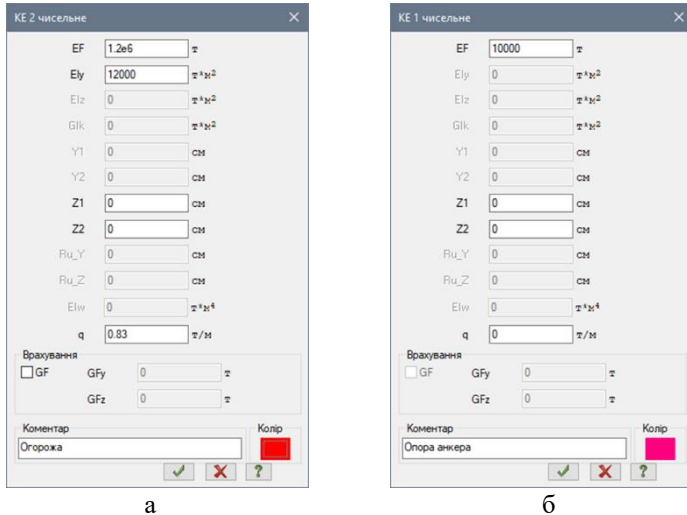 КЕ 2 чисельне
EF 1.2e6 т
EIy 12000 т*м²
EIz 0 т*м²
GIk 0 т*м²
Y1 0 см
Y2 0 см
Z1 0 см
Z2 0 см
Ru_Y 0 см
Ru_Z 0 см
EIw 0 т*м⁴
q 0.83 т/м
Врахування
GF GFy 0 т
GFz 0 т
Коментар Колір
Огорожа
?
а
КЕ 1 чисельне
EF 10000 т
EIy 0 т*м²
EIz 0 т*м²
GIk 0 т*м²
Y1 0 см
Y2 0 см
Z1 0 см
Z2 0 см
Ru_Y 0 см
Ru_Z 0 см
EIw 0 т*м⁴
q 0 т/м
Врахування
GF GFy 0 т
GFz 0 т
Коментар Колір
Опора анкера
?
б